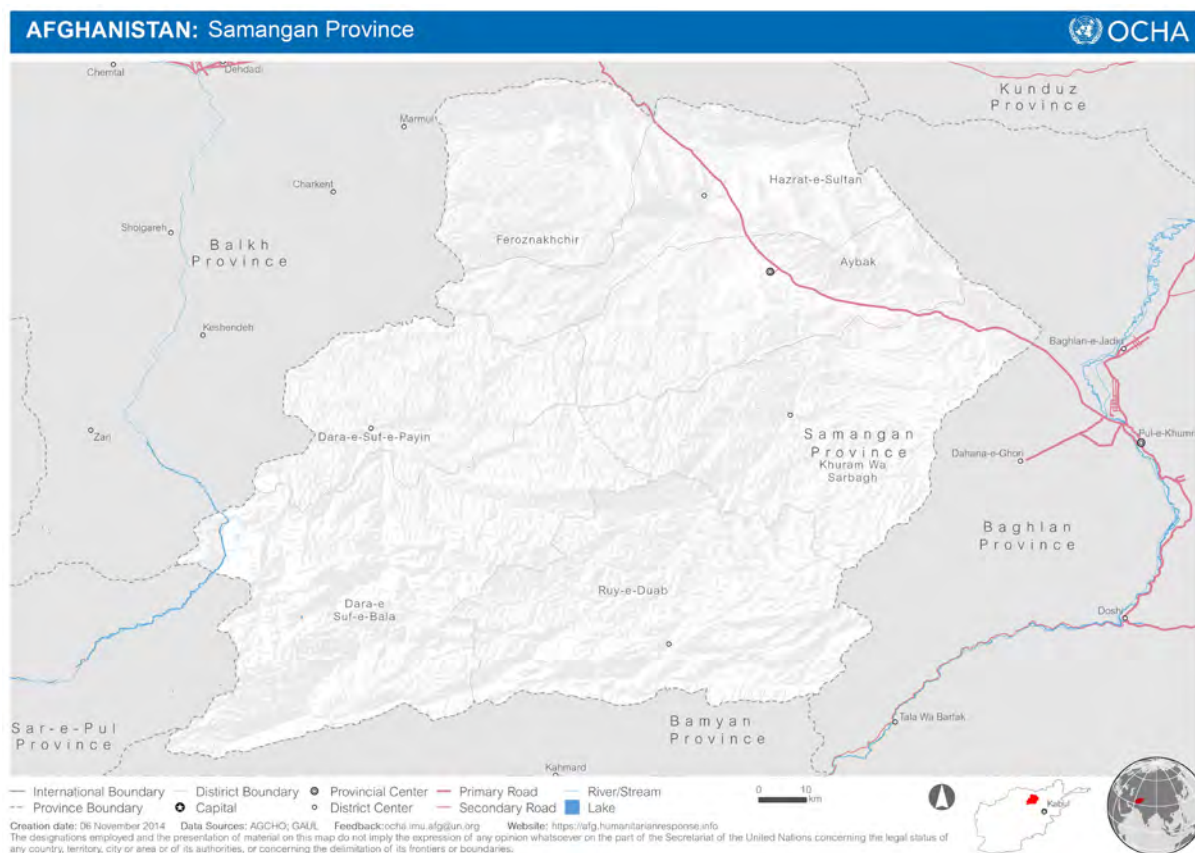 AFGHANISTAN: Samangan Province
OCHA
Chemtal
Dehdadi
Kunduz
Province
Marmul
Hazrat-e-Sultan
Charkent
Sholgareh
Balkh
Province
Feroznakhchir
Aybak
Keshendeh
Baghlan-e-Jadid
Zari
Dara-e-Suf-e-Payin
Samangan
Province
Khuram Wa
Sarbagh
Pul-e-Khumri
Dahana-e-Ghori
Baghlan
Province
Dara-e
Suf-e-Bala
Ruy-e-Duab
Doshi
Sar-e-Pul
Province
Bamyan
Province
Tala Wa Barfak
Kahmard
International Boundary
District Boundary
Provincial Center
Primary Road
River/Stream
Province Boundary
Capital
District Center
Secondary Road
Lake
0 10
km
Kabul
Creation date: 06 November 2014 Data Sources: AGCHO; GAUL Feedback:ocha.imu.afg@un.org Website: https://afg.humanitarianresponse.info
The designations employed and the presentation of material on this map do not imply the expression of any opinion whatsoever on the part of the Secretariat of the United Nations concerning the legal status of
any country, territory, city or area or of its authorities, or concerning the delimitation of its frontiers or boundaries.